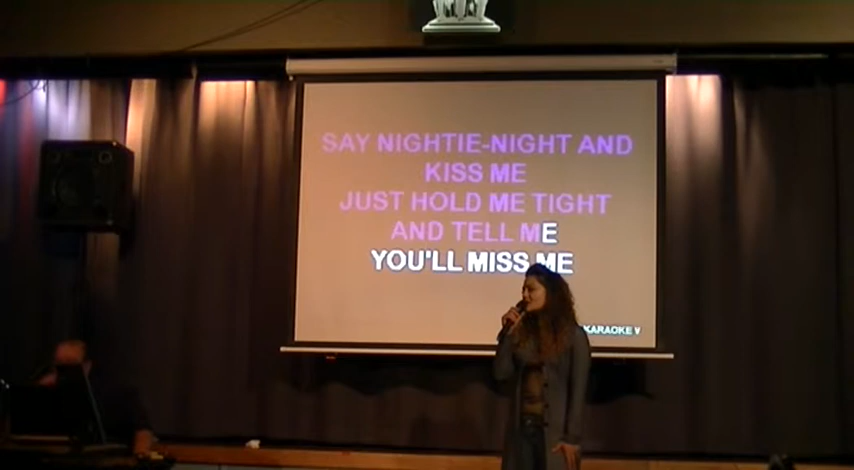 SAY NIGHTIE-NIGHT AND
KISS ME
JUST HOLD ME TIGHT
AND TELL ME
YOU'LL MISS ME
KARAOKE V